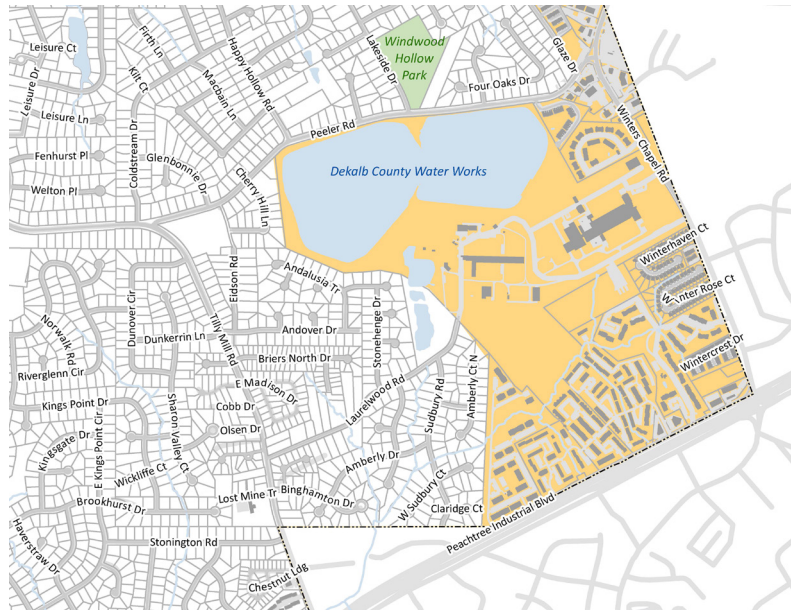 Leisure Ct
Firth Ln
Happy Hollow Rd
Lakeside Dr
Windwood
Hollow
Park
Glaze Dr
Kilt Ct
Macbain Ln
Leisure Dr
Four Oaks Dr
Leisure Ln
Peeler Rd
Winters Chapel Rd
Coldstream Dr
Fenhurst Pl
Glenbonnie Dr
Dekalb County Water Works
Welton Pl
Cherry Hill Ln
Winterhaven Ct
Eidson Rd
Andalusia Tr
Winter Rose Ct
Dunover Cir
Norwalk Rd
Tilly Mill Rd
Andover Dr
Stonehenge Dr
Dunkerrin Ln
Briers North Dr
Wintercrest Dr
Riverglenn Cir
E Madison Dr
Laurelwood Rd
Sudbury Rd
Amberly Ct N
Kings Point Dr
Cobb Dr
Sharon Valley Ct
Kingsgate Dr
E Kings Point Cir
Olsen Dr
Amberly Dr
Wickliffe Ct
Brookhurst Dr
Lost Mine Tr
Binghamton Dr
W Sudbury Ct
Claridge Ct
Haverstraw Dr
Stonington Rd
Peachtree Industrial Blvd
Chestnut Ldg